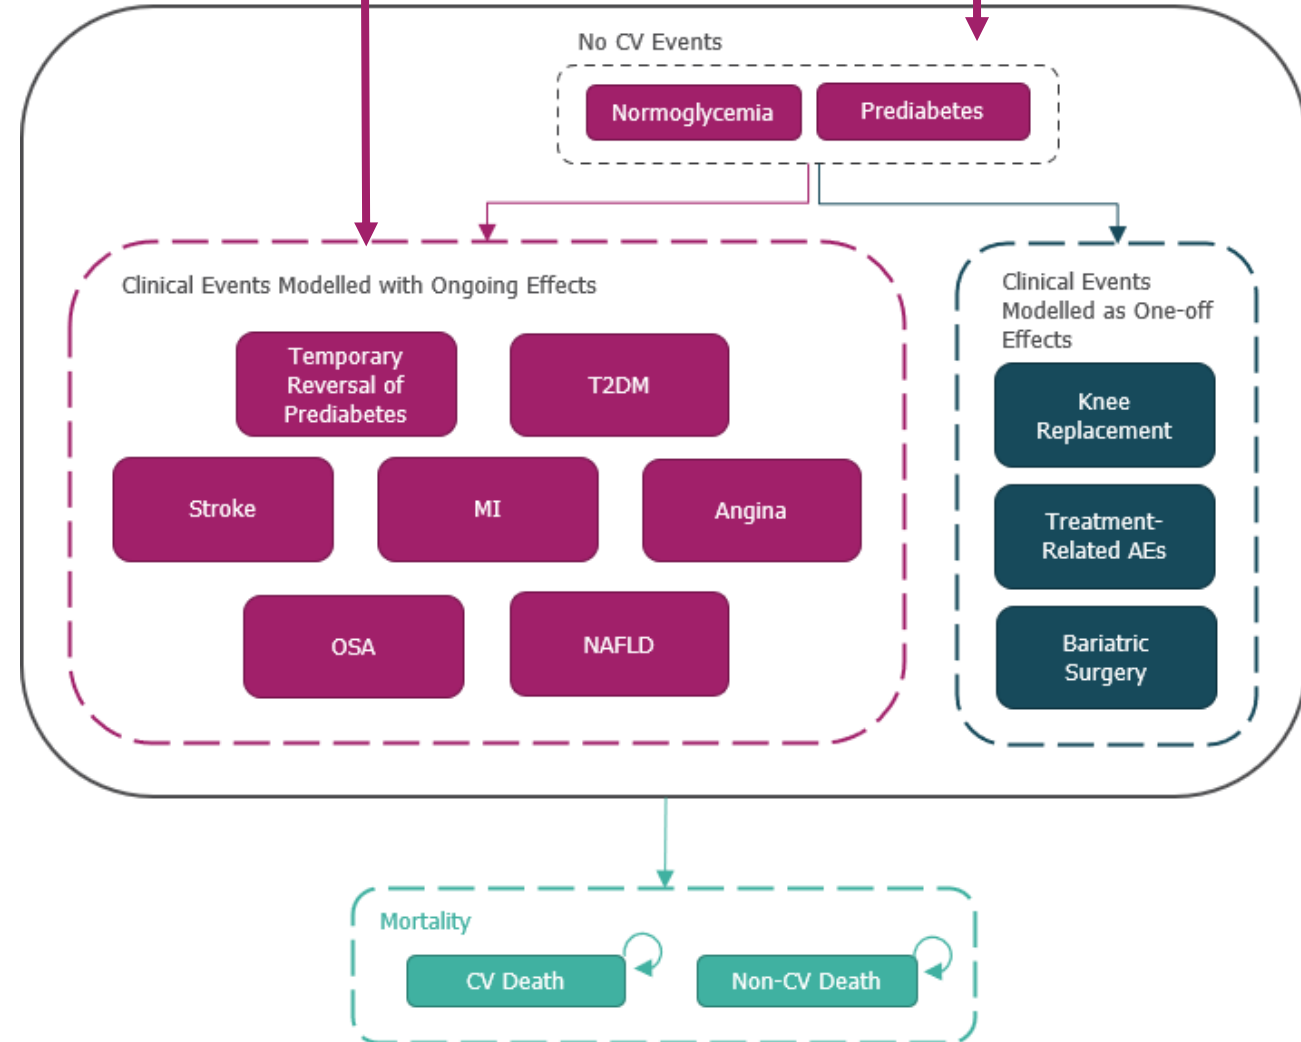 No CV Events
Normoglycemia
Prediabetes
Clinical Events Modelled with Ongoing Effects
Temporary
Reversal of
Prediabetes
T2DM
Stroke
MI
Angina
OSA
NAFLD
Clinical Events
Modelled as One-off
Effects
Knee
Replacement
Treatment-
Related AEs
Bariatric
Surgery
Mortality
CV Death
Non-CV Death